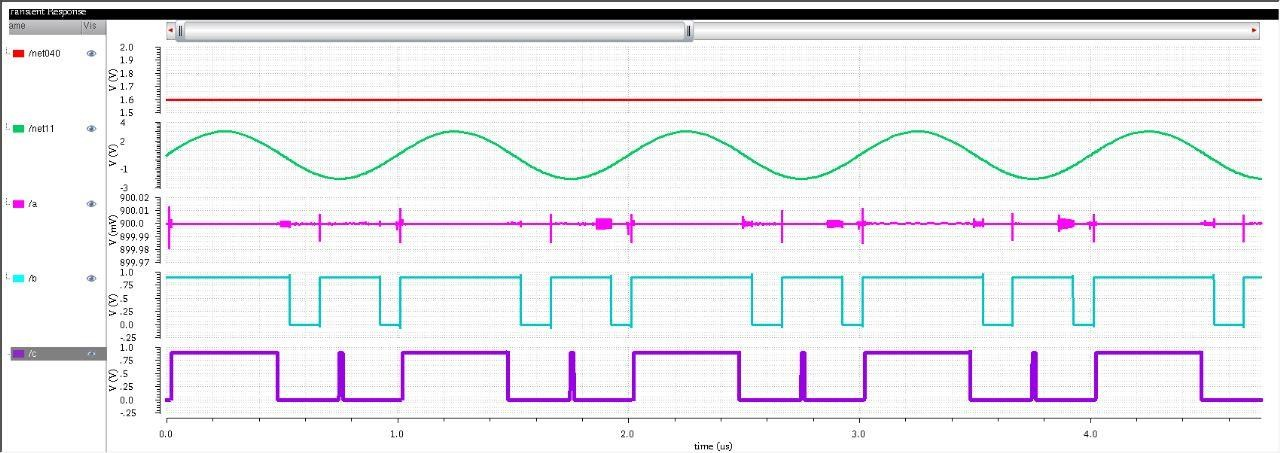 Transient Response
ame Vis
/net040
V (V)
2.0
1.9
1.8
1.7
1.6
1.5
/net11
V (V)
4
2
-1
-3
/a
V (mV)
900.02
900.01
900.0
899.99
899.98
899.97
/b
V (V)
1.0
.75
.5
.25
0.0
-.25
/c
V (V)
1.0
.75
.5
.25
0.0
-.25
0.0 1.0 2.0 3.0 4.0
time (us)